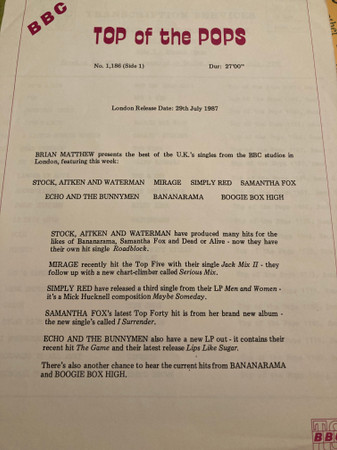 BBC
TOP of the POPS
No. 1,186 (Side 1) Dur: 27'00"
London Release Date: 29th July 1987
BRIAN MATTHEW presents the best of the U.K.'s singles from the BBC studios in
London, featuring this week:
STOCK, AITKEN AND WATERMAN MIRAGE SIMPLY RED SAMANTHA FOX
ECHO AND THE BUNNYMEN BANANARAMA BOOGIE BOX HIGH
STOCK, AITKEN AND WATERMAN have produced many hits for the
likes of Bananarama, Samantha Fox and Dead or Alive - now they have
their own hit single Roadblock.
MIRAGE recently hit the Top Five with their single Jack Mix II - they
follow up with a new chart-climber called Serious Mix.
SIMPLY RED have released a third single from their LP Men and Women -
it's a Mick Hucknell composition Maybe Someday.
SAMANTHA FOX's latest Top Forty hit is from her brand new album -
the new single's called I Surrender.
ECHO AND THE BUNNYMEN also have a new LP out - it contains their
recent hit The Game and their latest release Lips Like Sugar.
There's also another chance to hear the current hits from BANANARAMA
and BOOGIE BOX HIGH.
BB